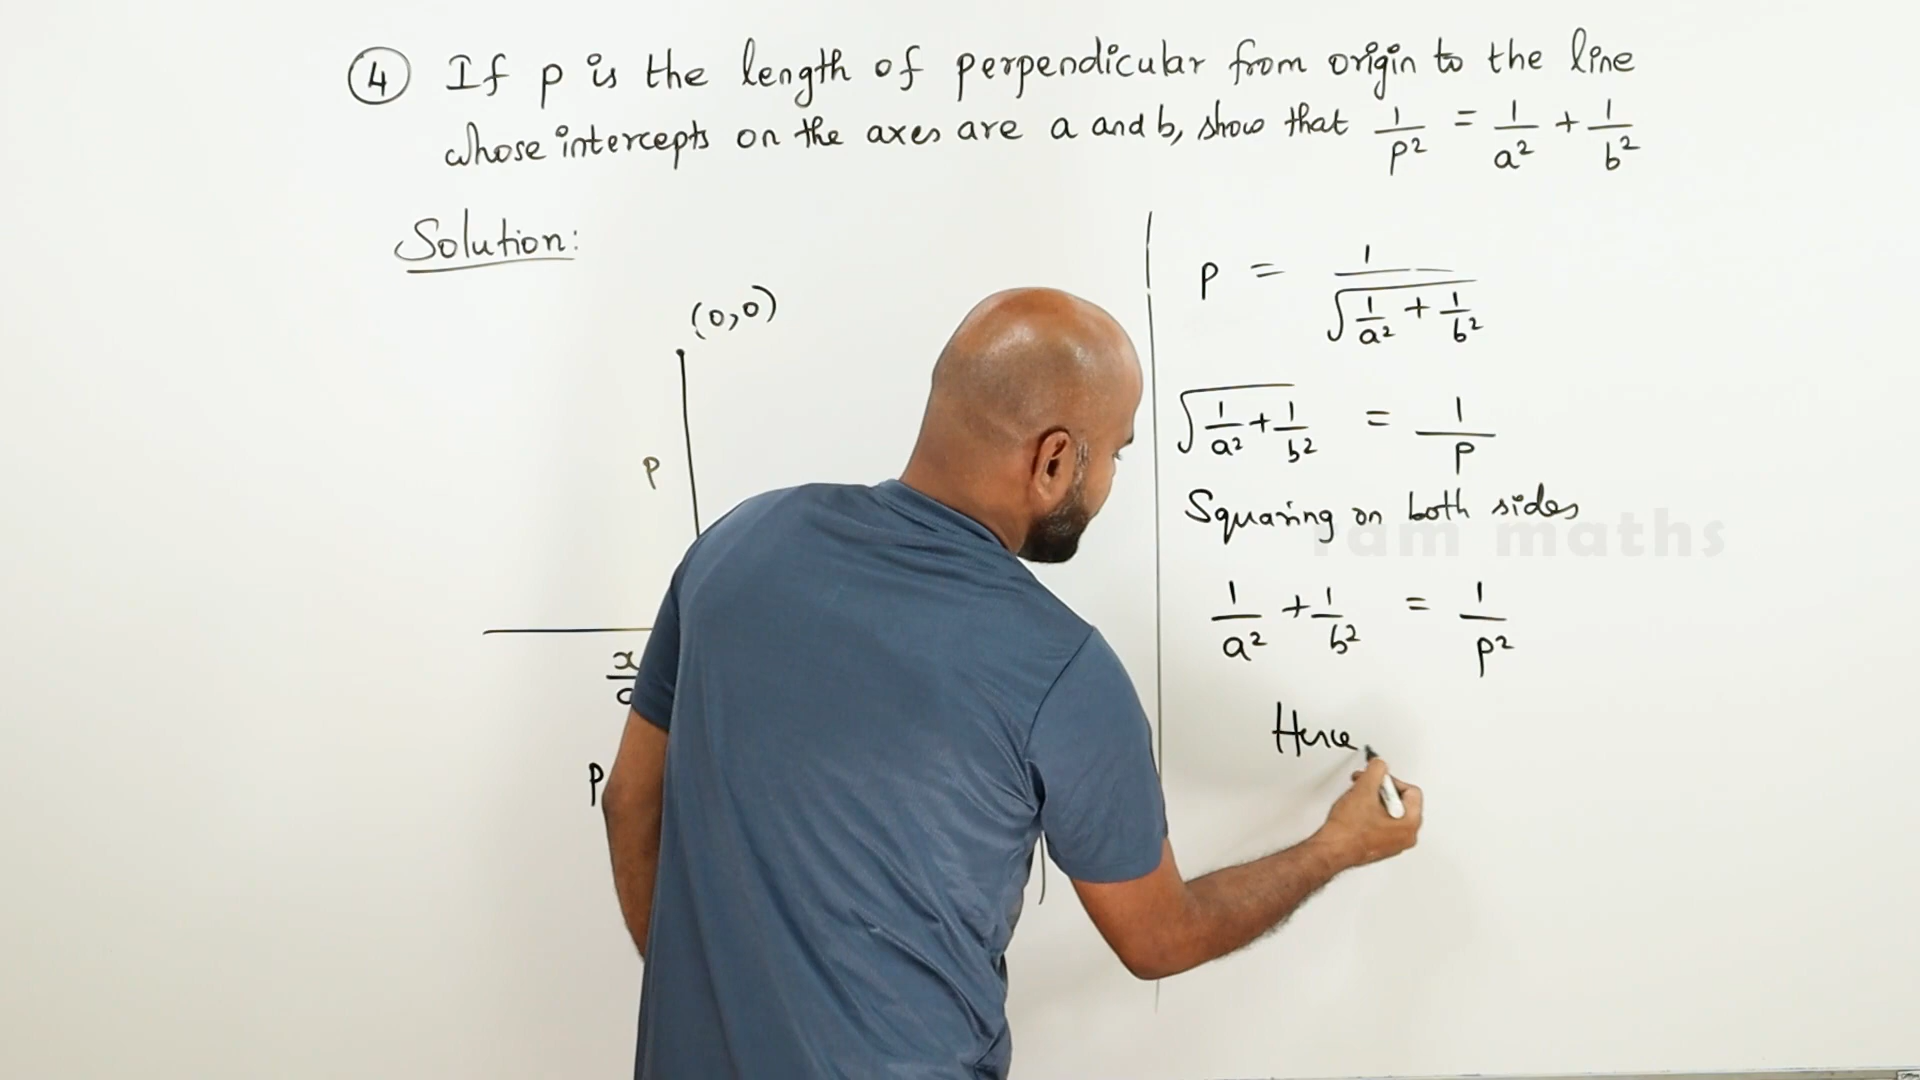 ④ If p is the length of perpendicular from origin to the line
whose intercepts on the axes are a and b, show that 1/p² = 1/a² + 1/b²
Solution:
(0,0)
p
x
p
p = 1/√(1/a² + 1/b²)
√(1/a² + 1/b²) = 1/p
Squaring on both sides
ram maths
1/a² + 1/b² = 1/p²
Hence